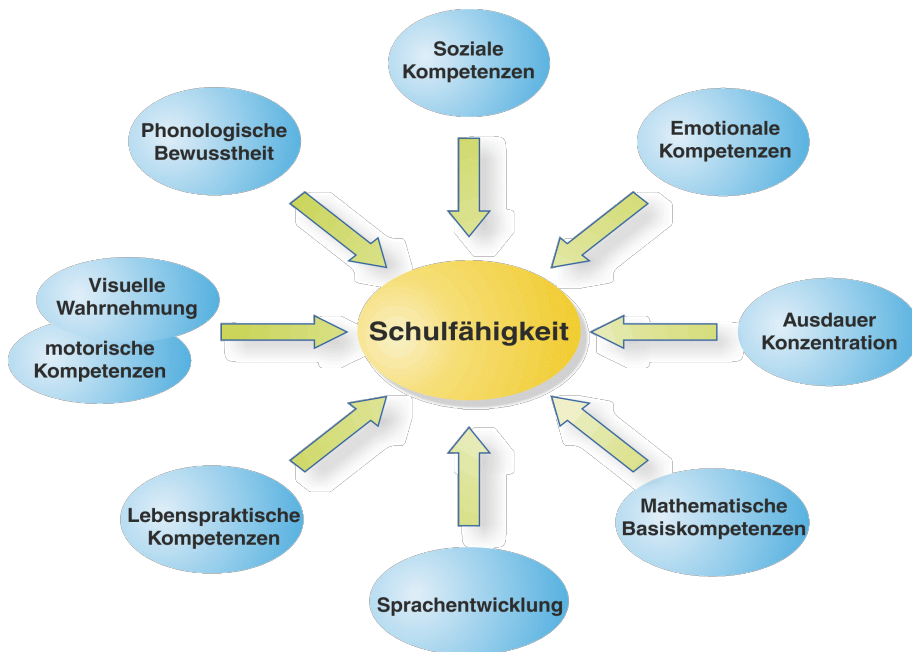 Soziale
Kompetenzen
Emotionale
Kompetenzen
Phonologische
Bewusstheit
Visuelle
Wahrnehmung
motorische
Kompetenzen
Schulfähigkeit
Ausdauer
Konzentration
Lebenspraktische
Kompetenzen
Mathematische
Basiskompetenzen
Sprachentwicklung